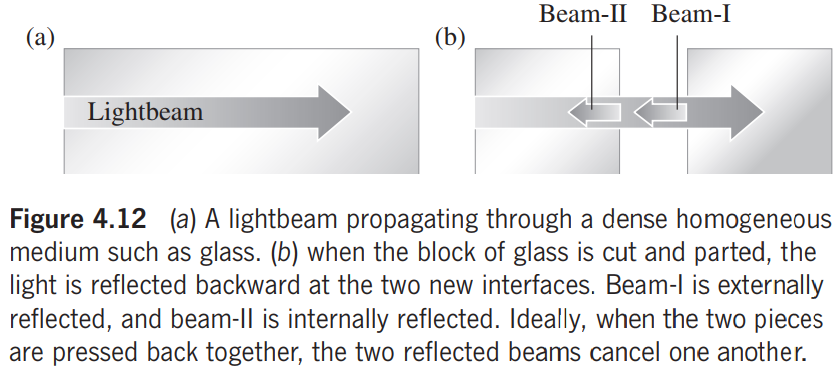 Beam-II Beam-I
(a)
(b)
Lightbeam
Figure 4.12 (a) A lightbeam propagating through a dense homogeneous
medium such as glass. (b) when the block of glass is cut and parted, the
light is reflected backward at the two new interfaces. Beam-I is externally
reflected, and beam-II is internally reflected. Ideally, when the two pieces
are pressed back together, the two reflected beams cancel one another.